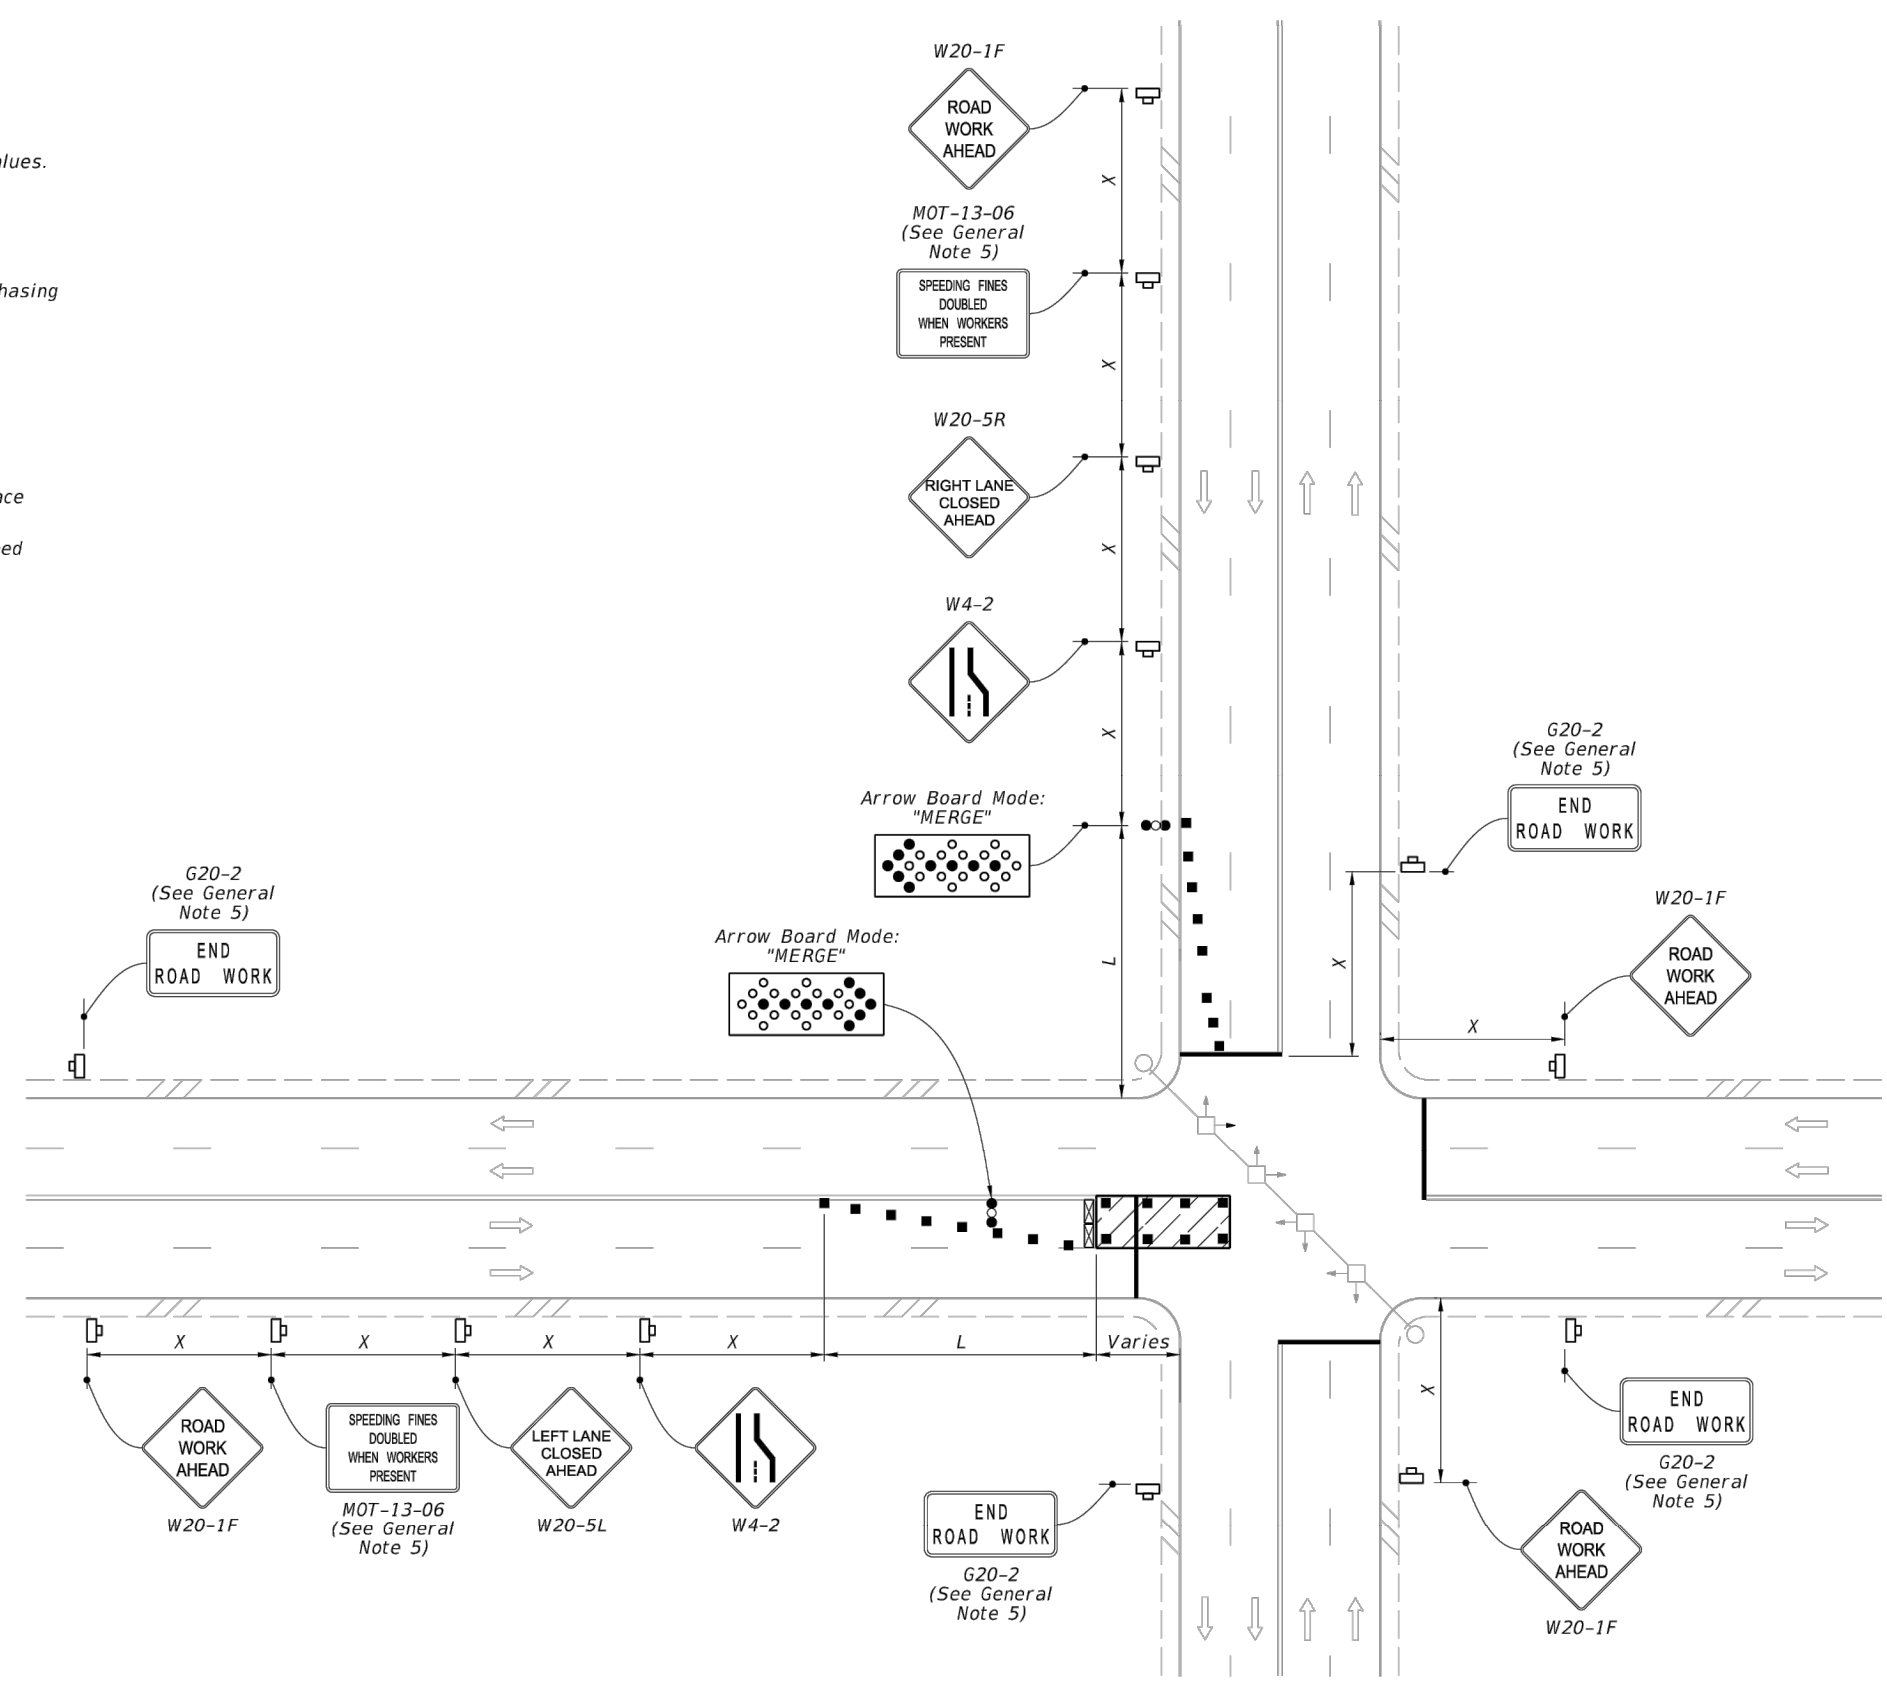 W20-1F
ROAD
WORK
AHEAD
X
alues.
MOT-13-06
(See General
Note 5)
SPEEDING FINES
DOUBLED
WHEN WORKERS
PRESENT
X
hasing
W20-5R
RIGHT LANE
CLOSED
AHEAD
X
ace
ed
W4-2
X
Arrow Board Mode:
"MERGE"
L
G20-2
(See General
Note 5)
END
ROAD WORK
X
W20-1F
ROAD
WORK
AHEAD
X
G20-2
(See General
Note 5)
END
ROAD WORK
Arrow Board Mode:
"MERGE"
X
X
X
X
L
Varies
ROAD
WORK
AHEAD
W20-1F
SPEEDING FINES
DOUBLED
WHEN WORKERS
PRESENT
MOT-13-06
(See General
Note 5)
LEFT LANE
CLOSED
AHEAD
W20-5L
W4-2
END
ROAD WORK
G20-2
(See General
Note 5)
X
END
ROAD WORK
G20-2
(See General
Note 5)
ROAD
WORK
AHEAD
W20-1F